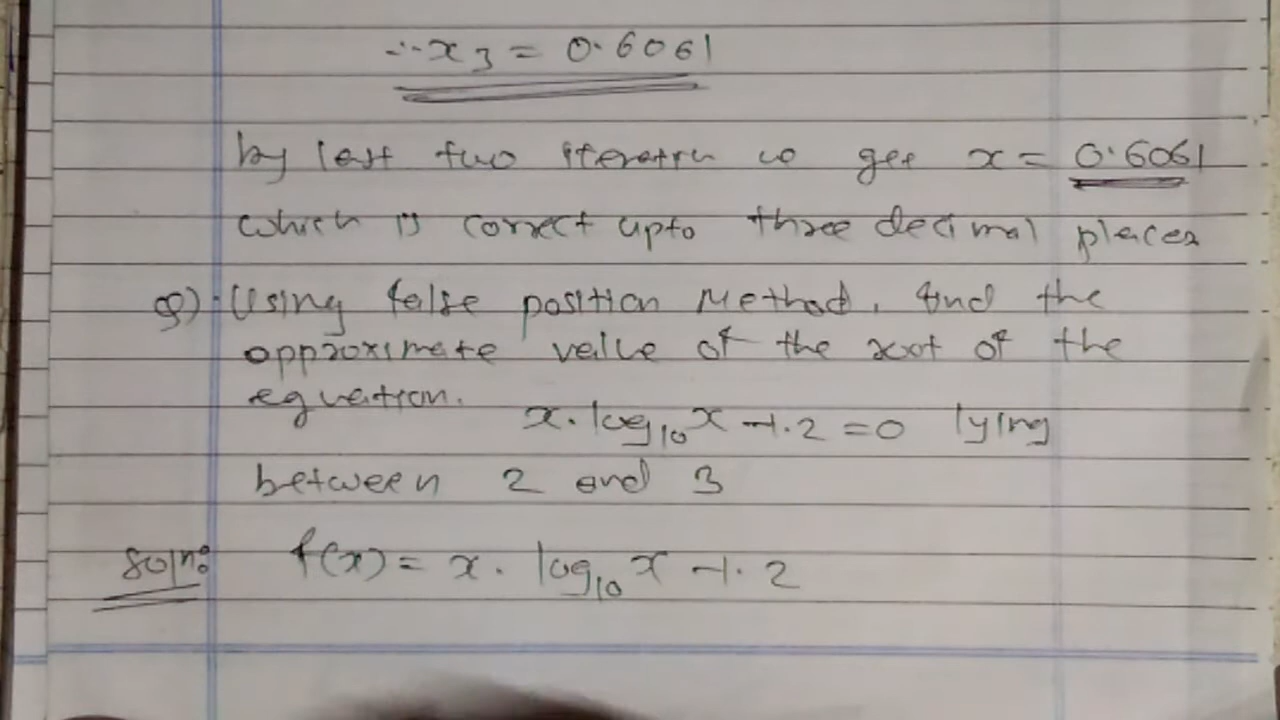 ∴ x₃ = 0.6061
by last two iteration we get x = 0.6061
which is correct upto three decimal places
Q) Using false position Method, find the
approximate value of the root of the
equation.
x. log₁₀ x -1.2 = 0 lying
between 2 and 3
Soln: f(x) = x. log₁₀ x -1.2